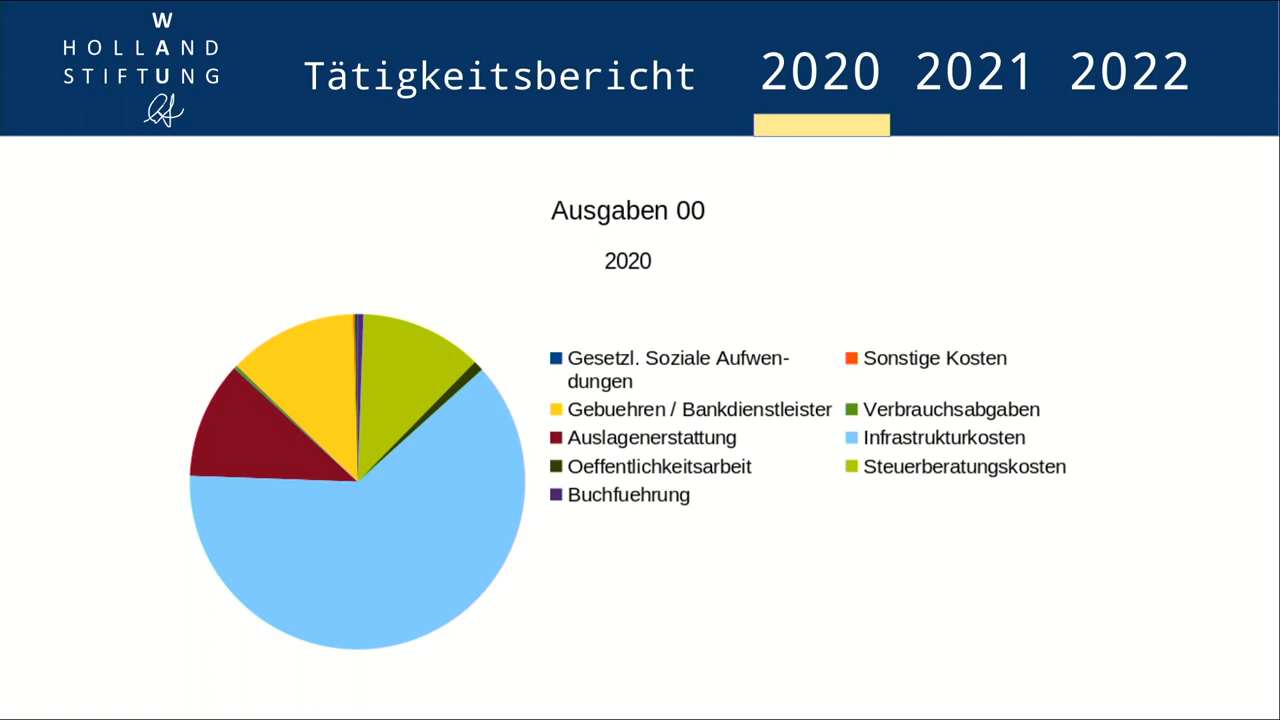 W
HOLLAND
A
STIFTUNG
Tätigkeitsbericht 2020 2021 2022
Ausgaben 00
2020
Gesetzl. Soziale Aufwen-
dungen
Sonstige Kosten
Gebuehren / Bankdienstleister
Verbrauchsabgaben
Auslagenerstattung
Infrastrukturkosten
Oeffentlichkeitsarbeit
Steuerberatungskosten
Buchfuehrung